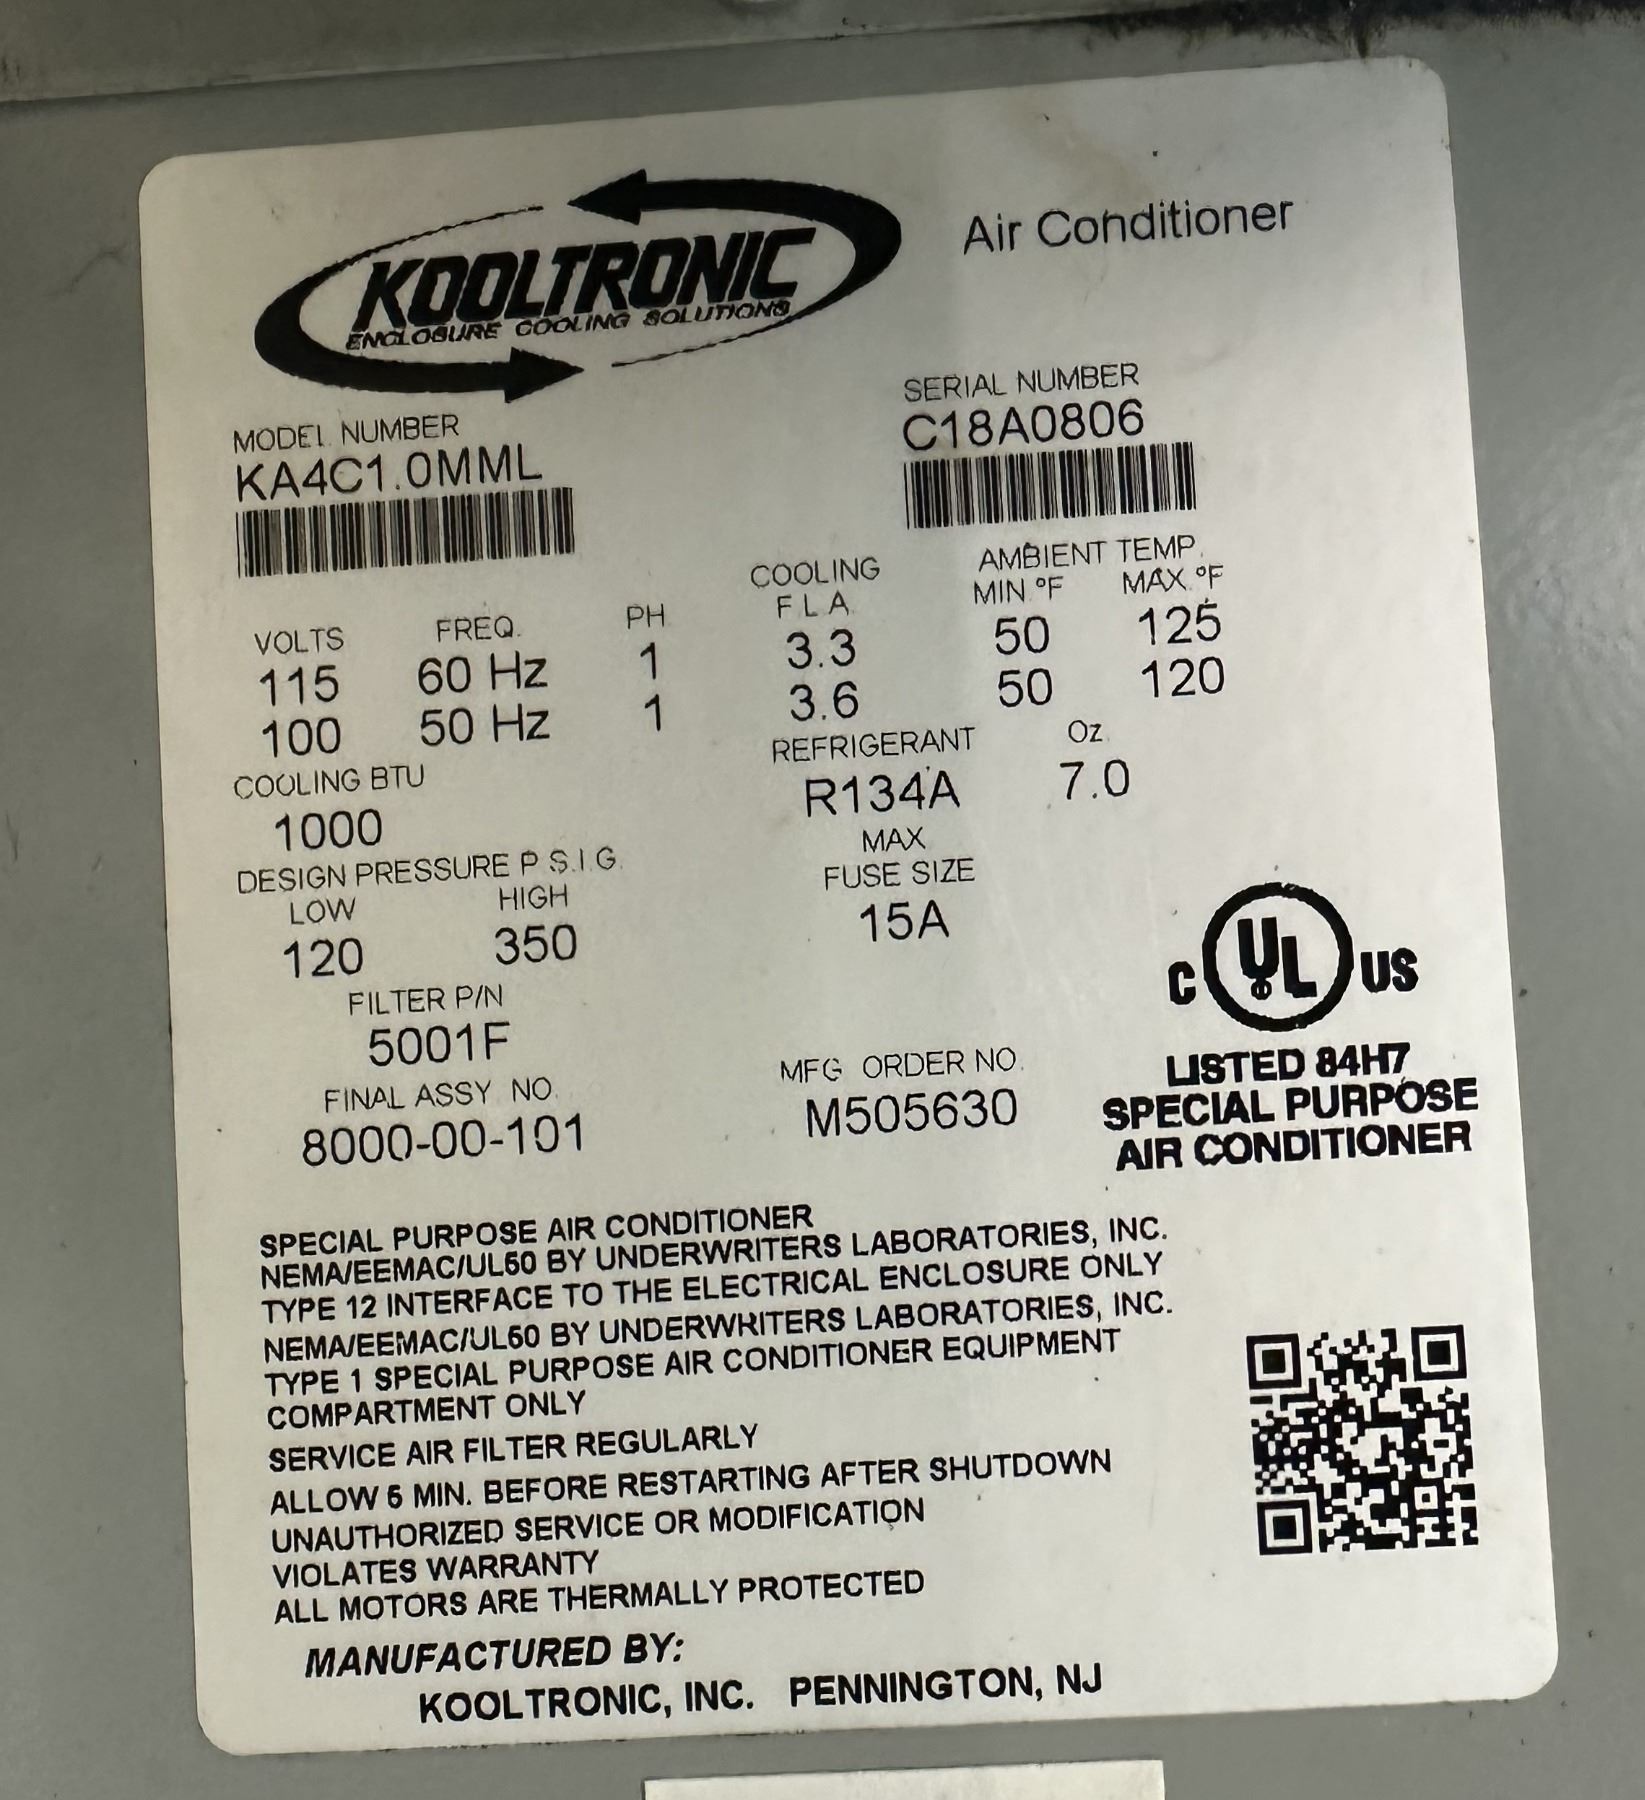 KOOLTRONIC
ENCLOSURE COOLING SOLUTIONS
Air Conditioner
MODEL NUMBER
KA4C1.0MML
SERIAL NUMBER
C18A0806
VOLTS FREQ. PH COOLING F L A AMBIENT TEMP. MIN °F MAX °F
115 60 Hz 1 3.3 50 125
100 50 Hz 1 3.6 50 120
COOLING BTU
1000
REFRIGERANT Oz.
R134A 7.0
DESIGN PRESSURE P.S.I.G.
LOW HIGH
120 350
MAX
FUSE SIZE
15A
FILTER P/N
5001F
FINAL ASSY NO.
8000-00-101
MFG ORDER NO.
M505630
C UL US
LISTED 84H7
SPECIAL PURPOSE
AIR CONDITIONER
SPECIAL PURPOSE AIR CONDITIONER
NEMA/EEMAC/UL50 BY UNDERWRITERS LABORATORIES, INC.
TYPE 12 INTERFACE TO THE ELECTRICAL ENCLOSURE ONLY
NEMA/EEMAC/UL50 BY UNDERWRITERS LABORATORIES, INC.
TYPE 1 SPECIAL PURPOSE AIR CONDITIONER EQUIPMENT
COMPARTMENT ONLY
SERVICE AIR FILTER REGULARLY
ALLOW 5 MIN. BEFORE RESTARTING AFTER SHUTDOWN
UNAUTHORIZED SERVICE OR MODIFICATION
VIOLATES WARRANTY
ALL MOTORS ARE THERMALLY PROTECTED
MANUFACTURED BY:
KOOLTRONIC, INC. PENNINGTON, NJ